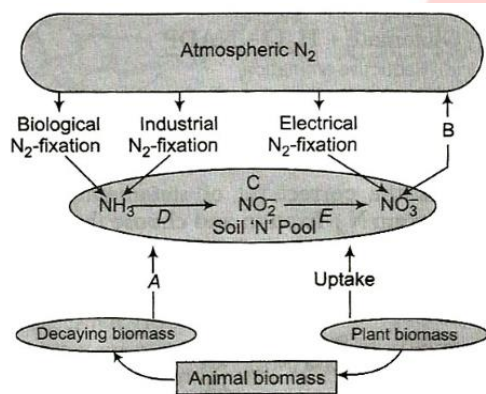 Atmospheric N₂
Biological
N₂-fixation
Industrial
N₂-fixation
Electrical
N₂-fixation
B
C
NH₃ D NO₂⁻ E NO₃⁻
Soil 'N' Pool
A
Uptake
Decaying biomass
Plant biomass
Animal biomass